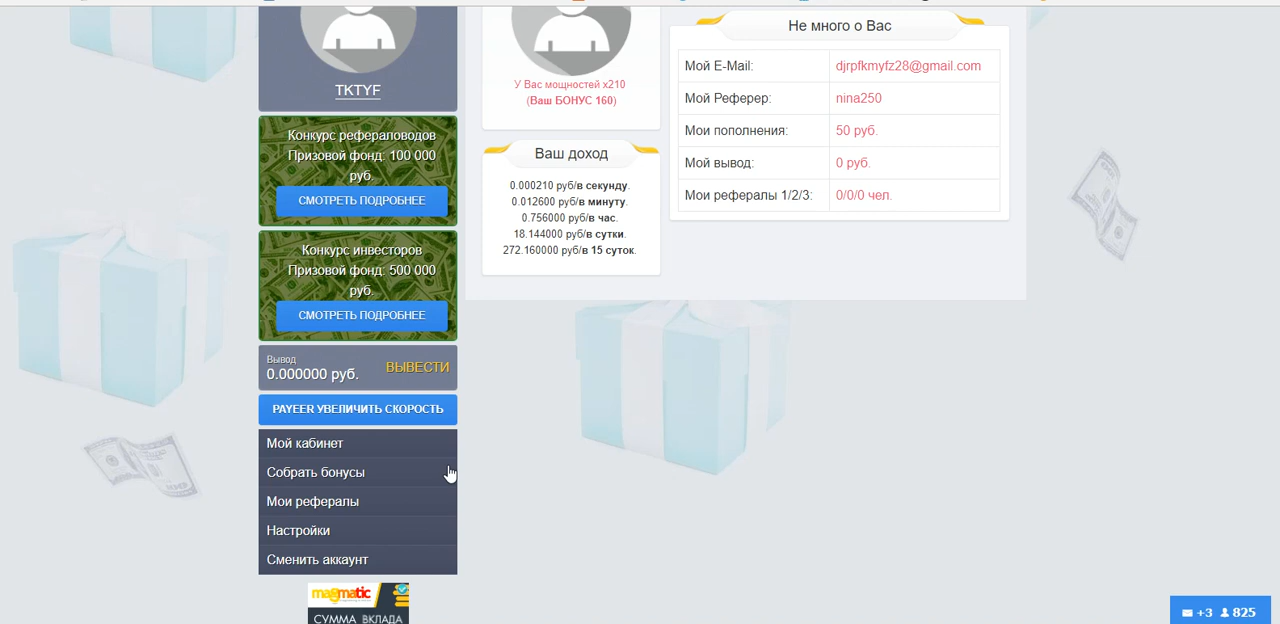 TKTYF
Конкурс рефераловодов
Призовой фонд: 100 000
руб.
СМОТРЕТЬ ПОДРОБНЕЕ
Конкурс инвесторов
Призовой фонд: 500 000
руб.
СМОТРЕТЬ ПОДРОБНЕЕ
Вывод
0.000000 руб.
ВЫВЕСТИ
PAYEER УВЕЛИЧИТЬ СКОРОСТЬ
Мой кабинет
Собрать бонусы
Мои рефералы
Настройки
Сменить аккаунт
magmatic
СУММА ВКЛАДА
У Вас мощностей x210
(Ваш БОНУС 160)
Ваш доход
0.000210 руб/в секунду.
0.012600 руб/в минуту.
0.756000 руб/в час.
18.144000 руб/в сутки.
272.160000 руб/в 15 суток.
Не много о Вас
Мой E-Mail: djrpfkmyfz28@gmail.com
Мой Реферер: nina250
Мои пополнения: 50 руб.
Мой вывод: 0 руб.
Мои рефералы 1/2/3: 0/0/0 чел.
+3 825